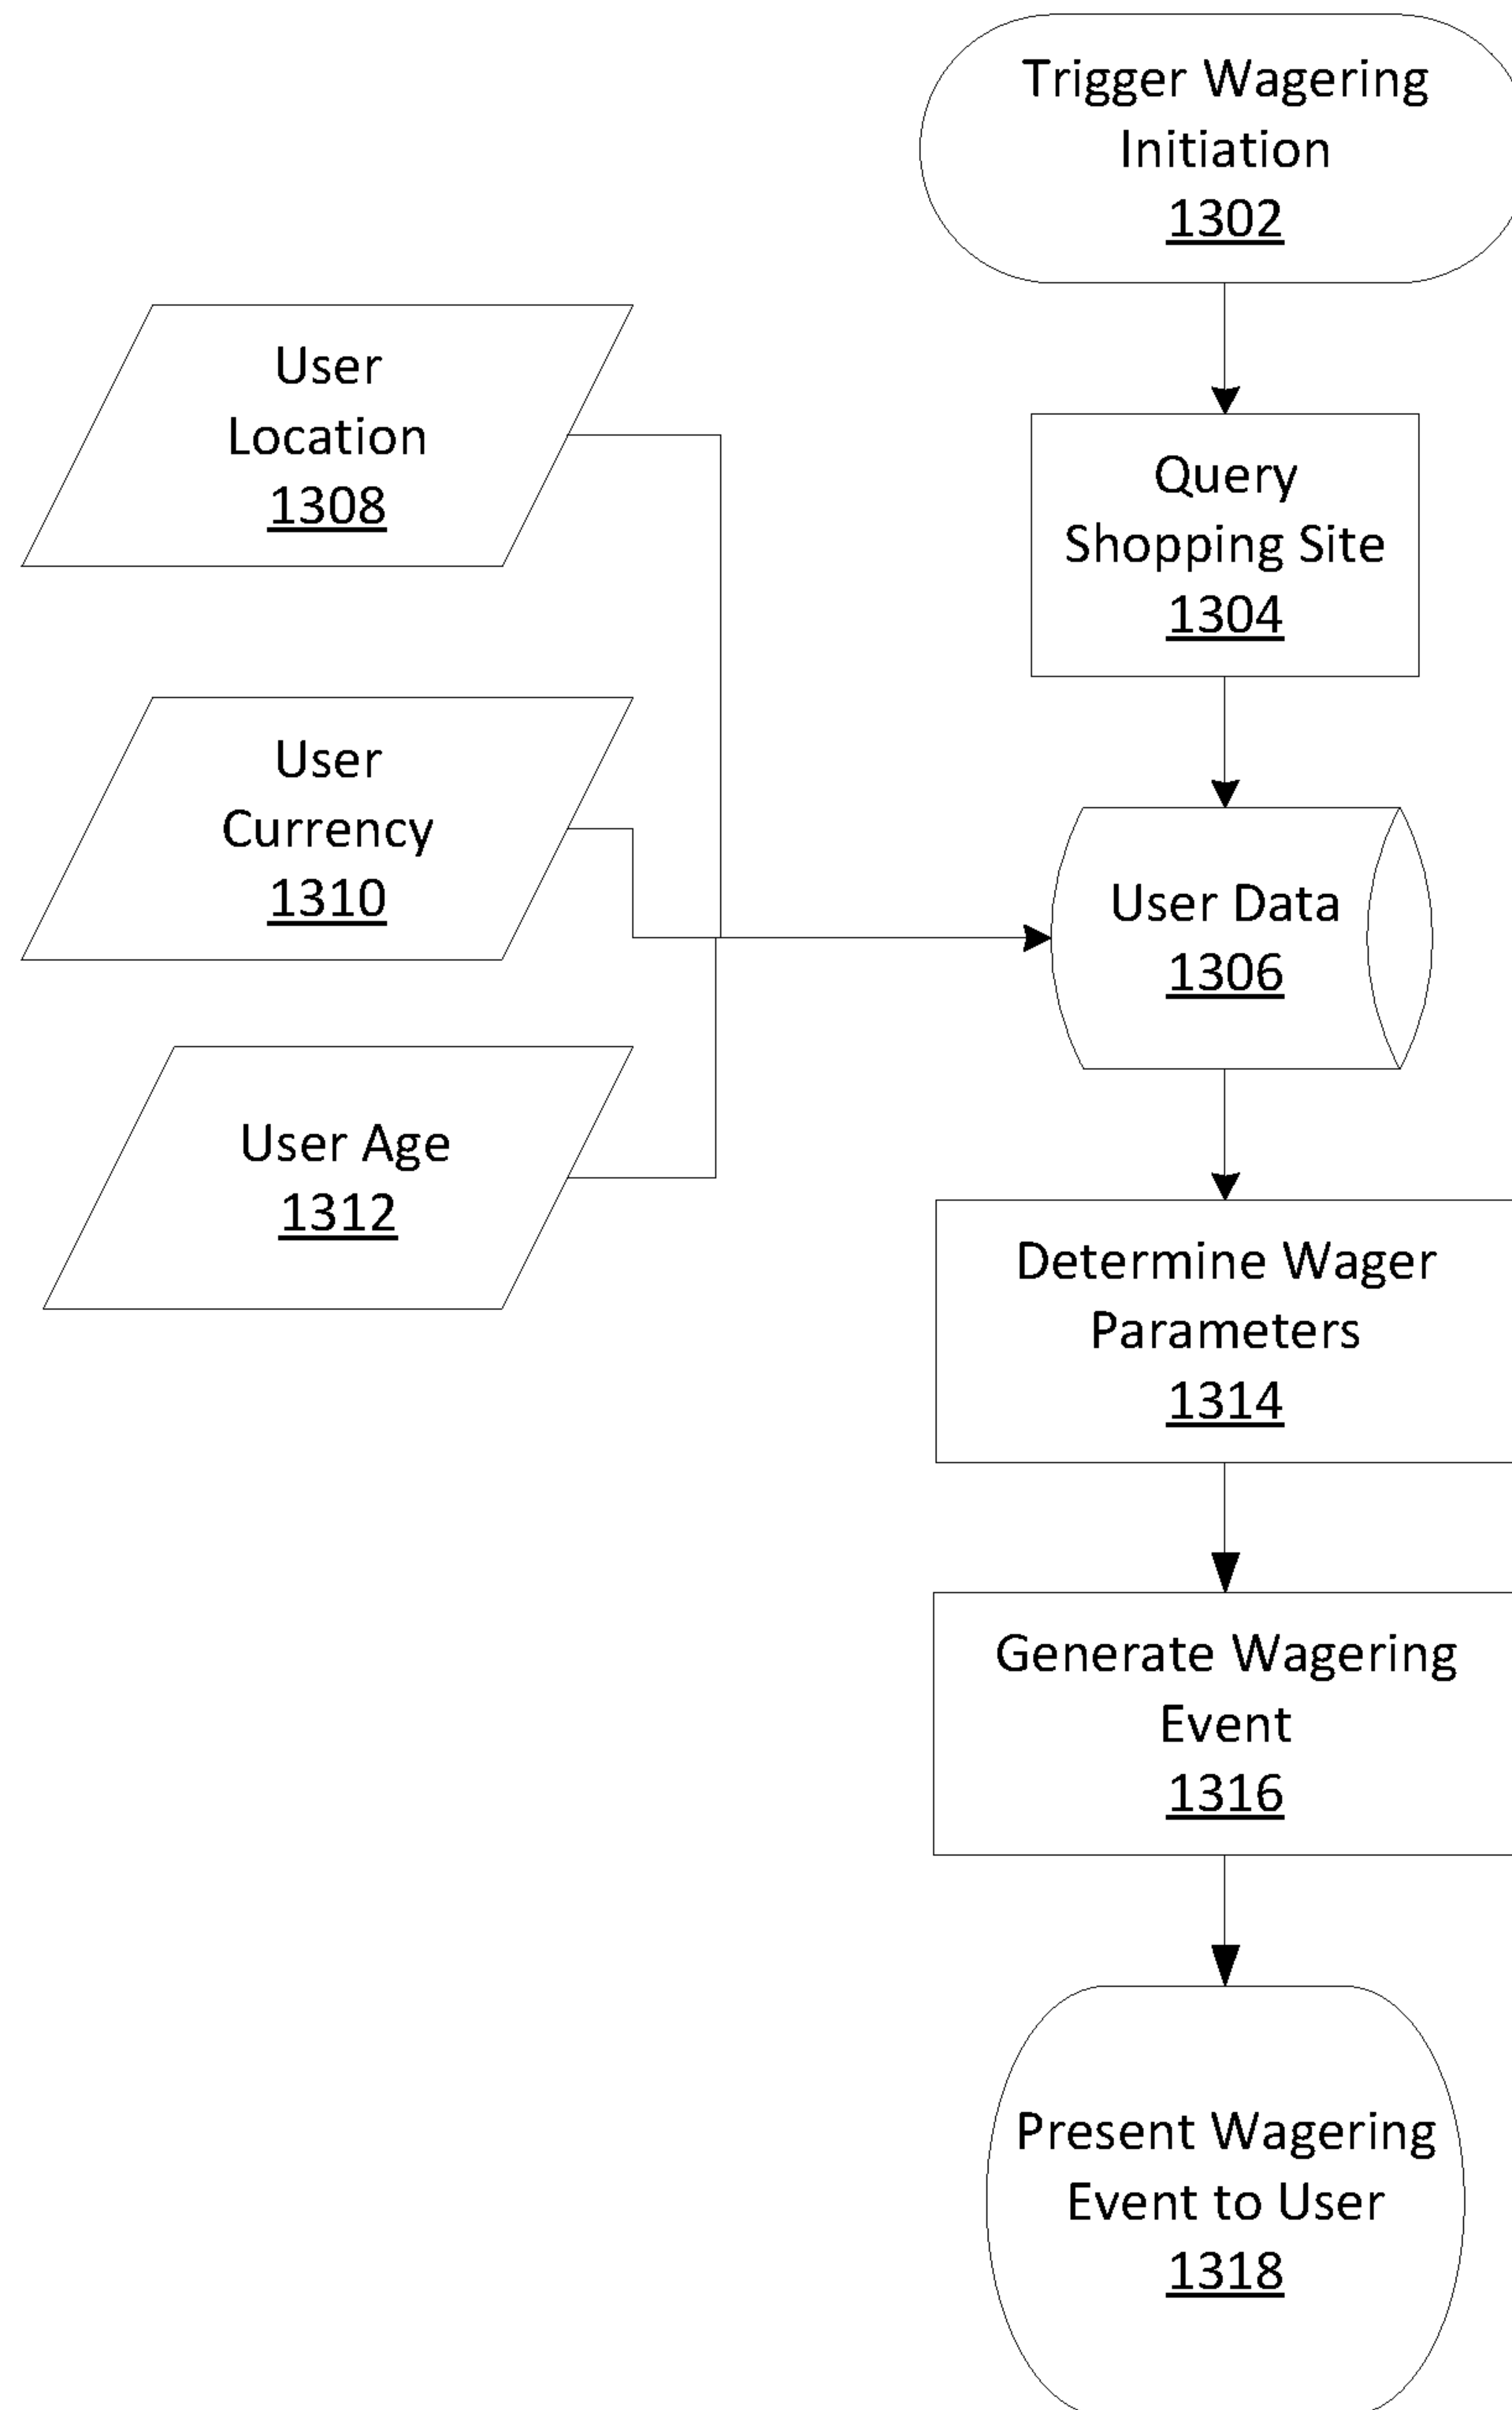 Trigger Wagering
Initiation
1302
User
Location
1308
Query
Shopping Site
1304
User
Currency
1310
User Data
1306
User Age
1312
Determine Wager
Parameters
1314
Generate Wagering
Event
1316
Present Wagering
Event to User
1318